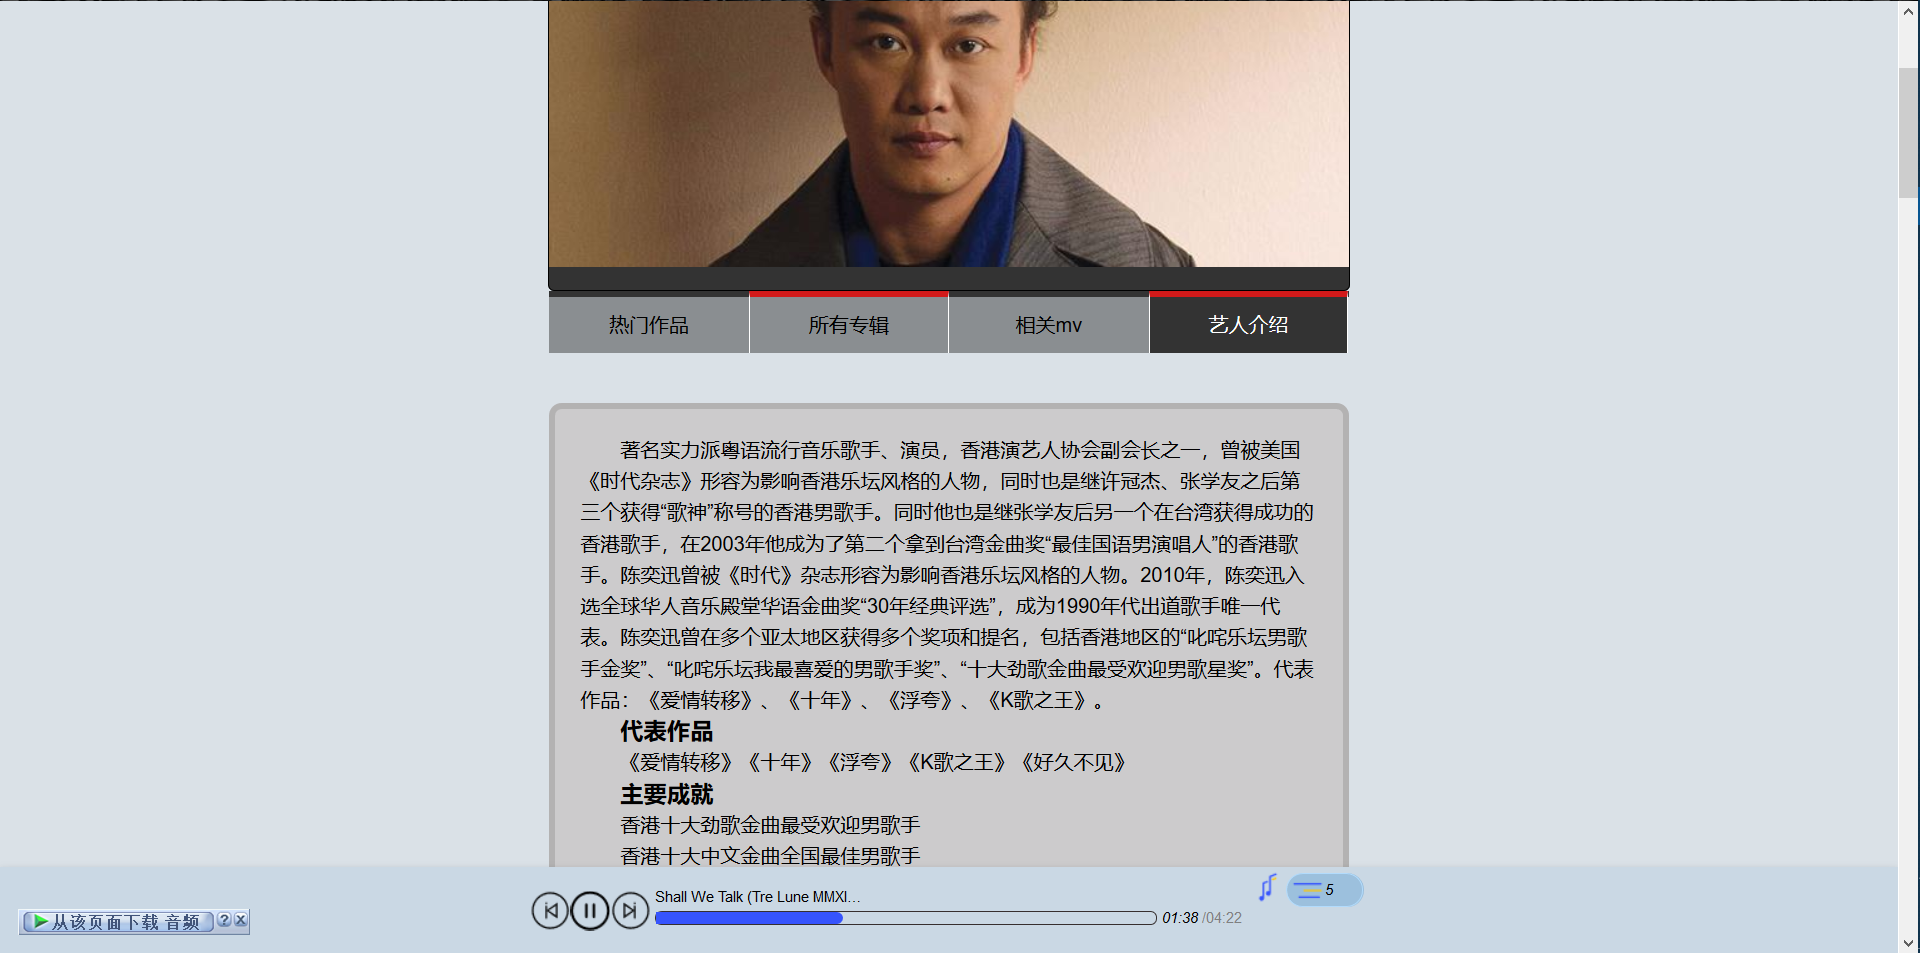 热门作品
所有专辑
相关mv
艺人介绍
著名实力派粤语流行音乐歌手、演员，香港演艺人协会副会长之一，曾被美国
《时代杂志》形容为影响香港乐坛风格的人物，同时也是继许冠杰、张学友之后第
三个获得“歌神”称号的香港男歌手。同时他也是继张学友后另一个在台湾获得成功的
香港歌手，在2003年他成为了第二个拿到台湾金曲奖“最佳国语男演唱人”的香港歌
手。陈奕迅曾被《时代》杂志形容为影响香港乐坛风格的人物。2010年，陈奕迅入
选全球华人音乐殿堂华语金曲奖“30年经典评选”，成为1990年代出道歌手唯一代
表。陈奕迅曾在多个亚太地区获得多个奖项和提名，包括香港地区的“叱咤乐坛男歌
手金奖”、“叱咤乐坛我最喜爱的男歌手奖”、“十大劲歌金曲最受欢迎男歌星奖”。代表
作品：《爱情转移》、《十年》、《浮夸》、《K歌之王》。
代表作品
《爱情转移》《十年》《浮夸》《K歌之王》《好久不见》
主要成就
香港十大劲歌金曲最受欢迎男歌手
香港十大中文金曲全国最佳男歌手
Shall We Talk (Tre Lune MMXI...
01:38 /04:22
5
从该页面下载 音频